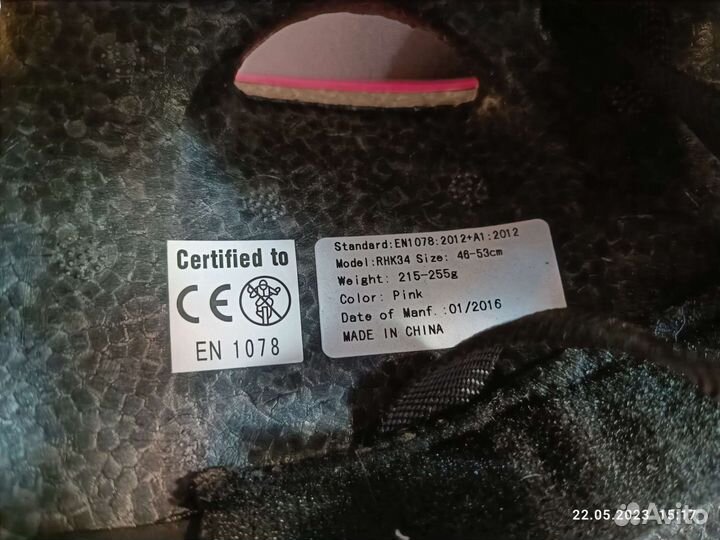 Certified to
CE
EN 1078
Standard:EN1078:2012+A1:2012
Model:RHK34 Size: 46-53cm
Weight: 215-255g
Color: Pink
Date of Manf.:01/2016
MADE IN CHINA
22.05.2023 15:17
Avito